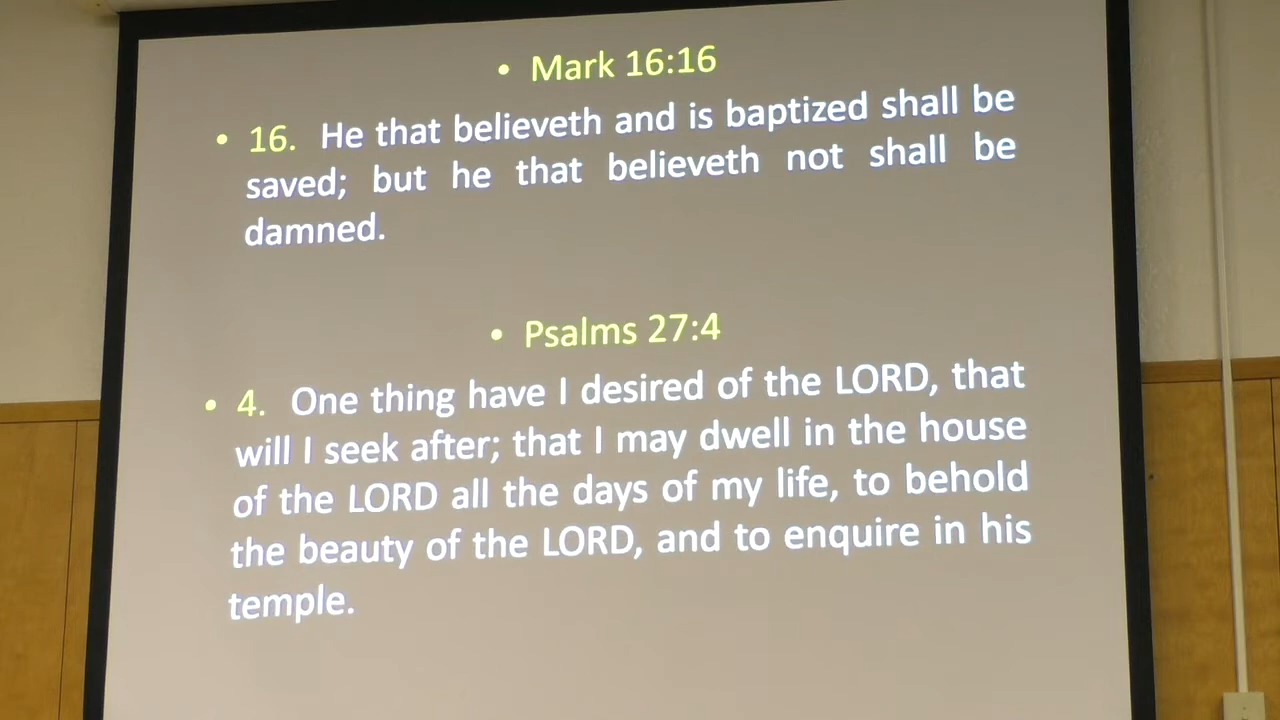 • Mark 16:16
• 16. He that believeth and is baptized shall be
saved; but he that believeth not shall be
damned.
• Psalms 27:4
• 4. One thing have I desired of the LORD, that
will I seek after; that I may dwell in the house
of the LORD all the days of my life, to behold
the beauty of the LORD, and to enquire in his
temple.